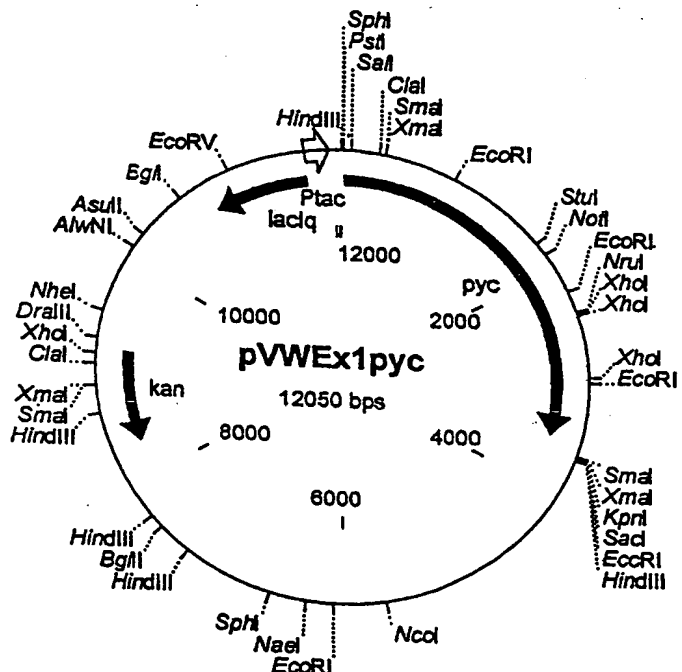 SphI
PstI
SalI
ClaI
SmaI
XmaI
HindIII
EcoRI
EcoRV
BglI
AsuII
AlwNI
StuI
NotI
EcoRI
NruI
XhoI
XhoI
Ptac
lacIq
12000
pyc
2000
10000
NheI
DraIII
XhoI
ClaI
XmaI
SmaI
HindIII
pVWEx1pyc
12050 bps
kan
XhoI
EcoRI
8000
4000
6000
SmaI
XmaI
KpnI
SacI
EccRI
HindIII
HindIII
BglII
HindIII
SphI
NaeI
EcoRI
NcoI